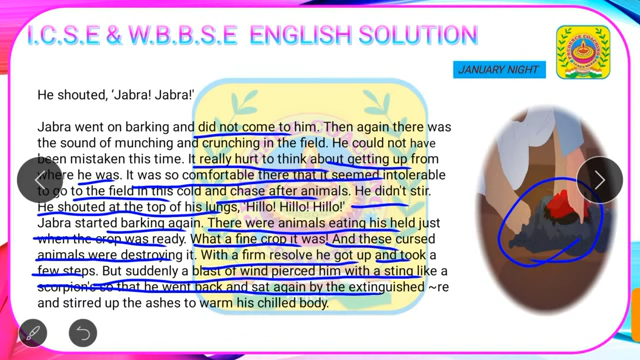 I.C.S.E & W.B.B.S.E ENGLISH SOLUTION
JANUARY NIGHT
He shouted, 'Jabra! Jabra!'
Jabra went on barking and did not come to him. Then again there was
the sound of munching and crunching in the field. He could not have
been mistaken this time. It really hurt to think about getting up from
where he was. It was so comfortable there that it seemed intolerable
to go to the field in this cold and chase after animals. He didn't stir.
He shouted at the top of his lungs, 'Hillo! Hillo! Hillo!'
Jabra started barking again. There were animals eating his held just
when the crop was ready. What a fine crop it was! And these cursed
animals were destroying it. With a firm resolve he got up and took a
few steps. But suddenly a blast of wind pierced him with a sting like a
scorpion's so that he went back and sat again by the extinguished ~re
and stirred up the ashes to warm his chilled body.